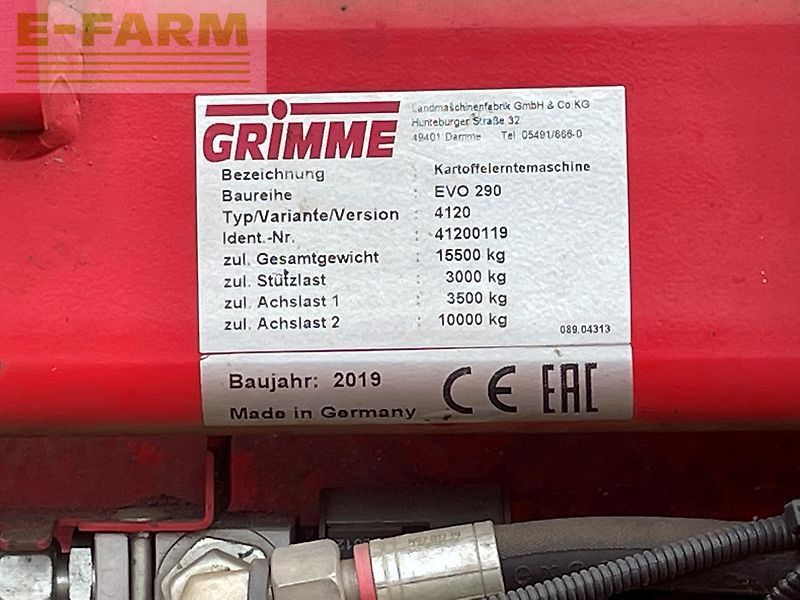 E-FARM
GRIMME
Landmaschinenfabrik GmbH & Co KG
Hunteburger Straße 32
49401 Damme Tel 05491/666-0
Bezeichnung : Kartoffelerntemaschine
Baureihe : EVO 290
Typ/Variante/Version : 4120
Ident.-Nr. : 41200119
zul. Gesamtgewicht : 15500 kg
zul. Stützlast : 3000 kg
zul. Achslast 1 : 3500 kg
zul. Achslast 2 : 10000 kg
089.04313
Baujahr: 2019
Made in Germany
CE EAC